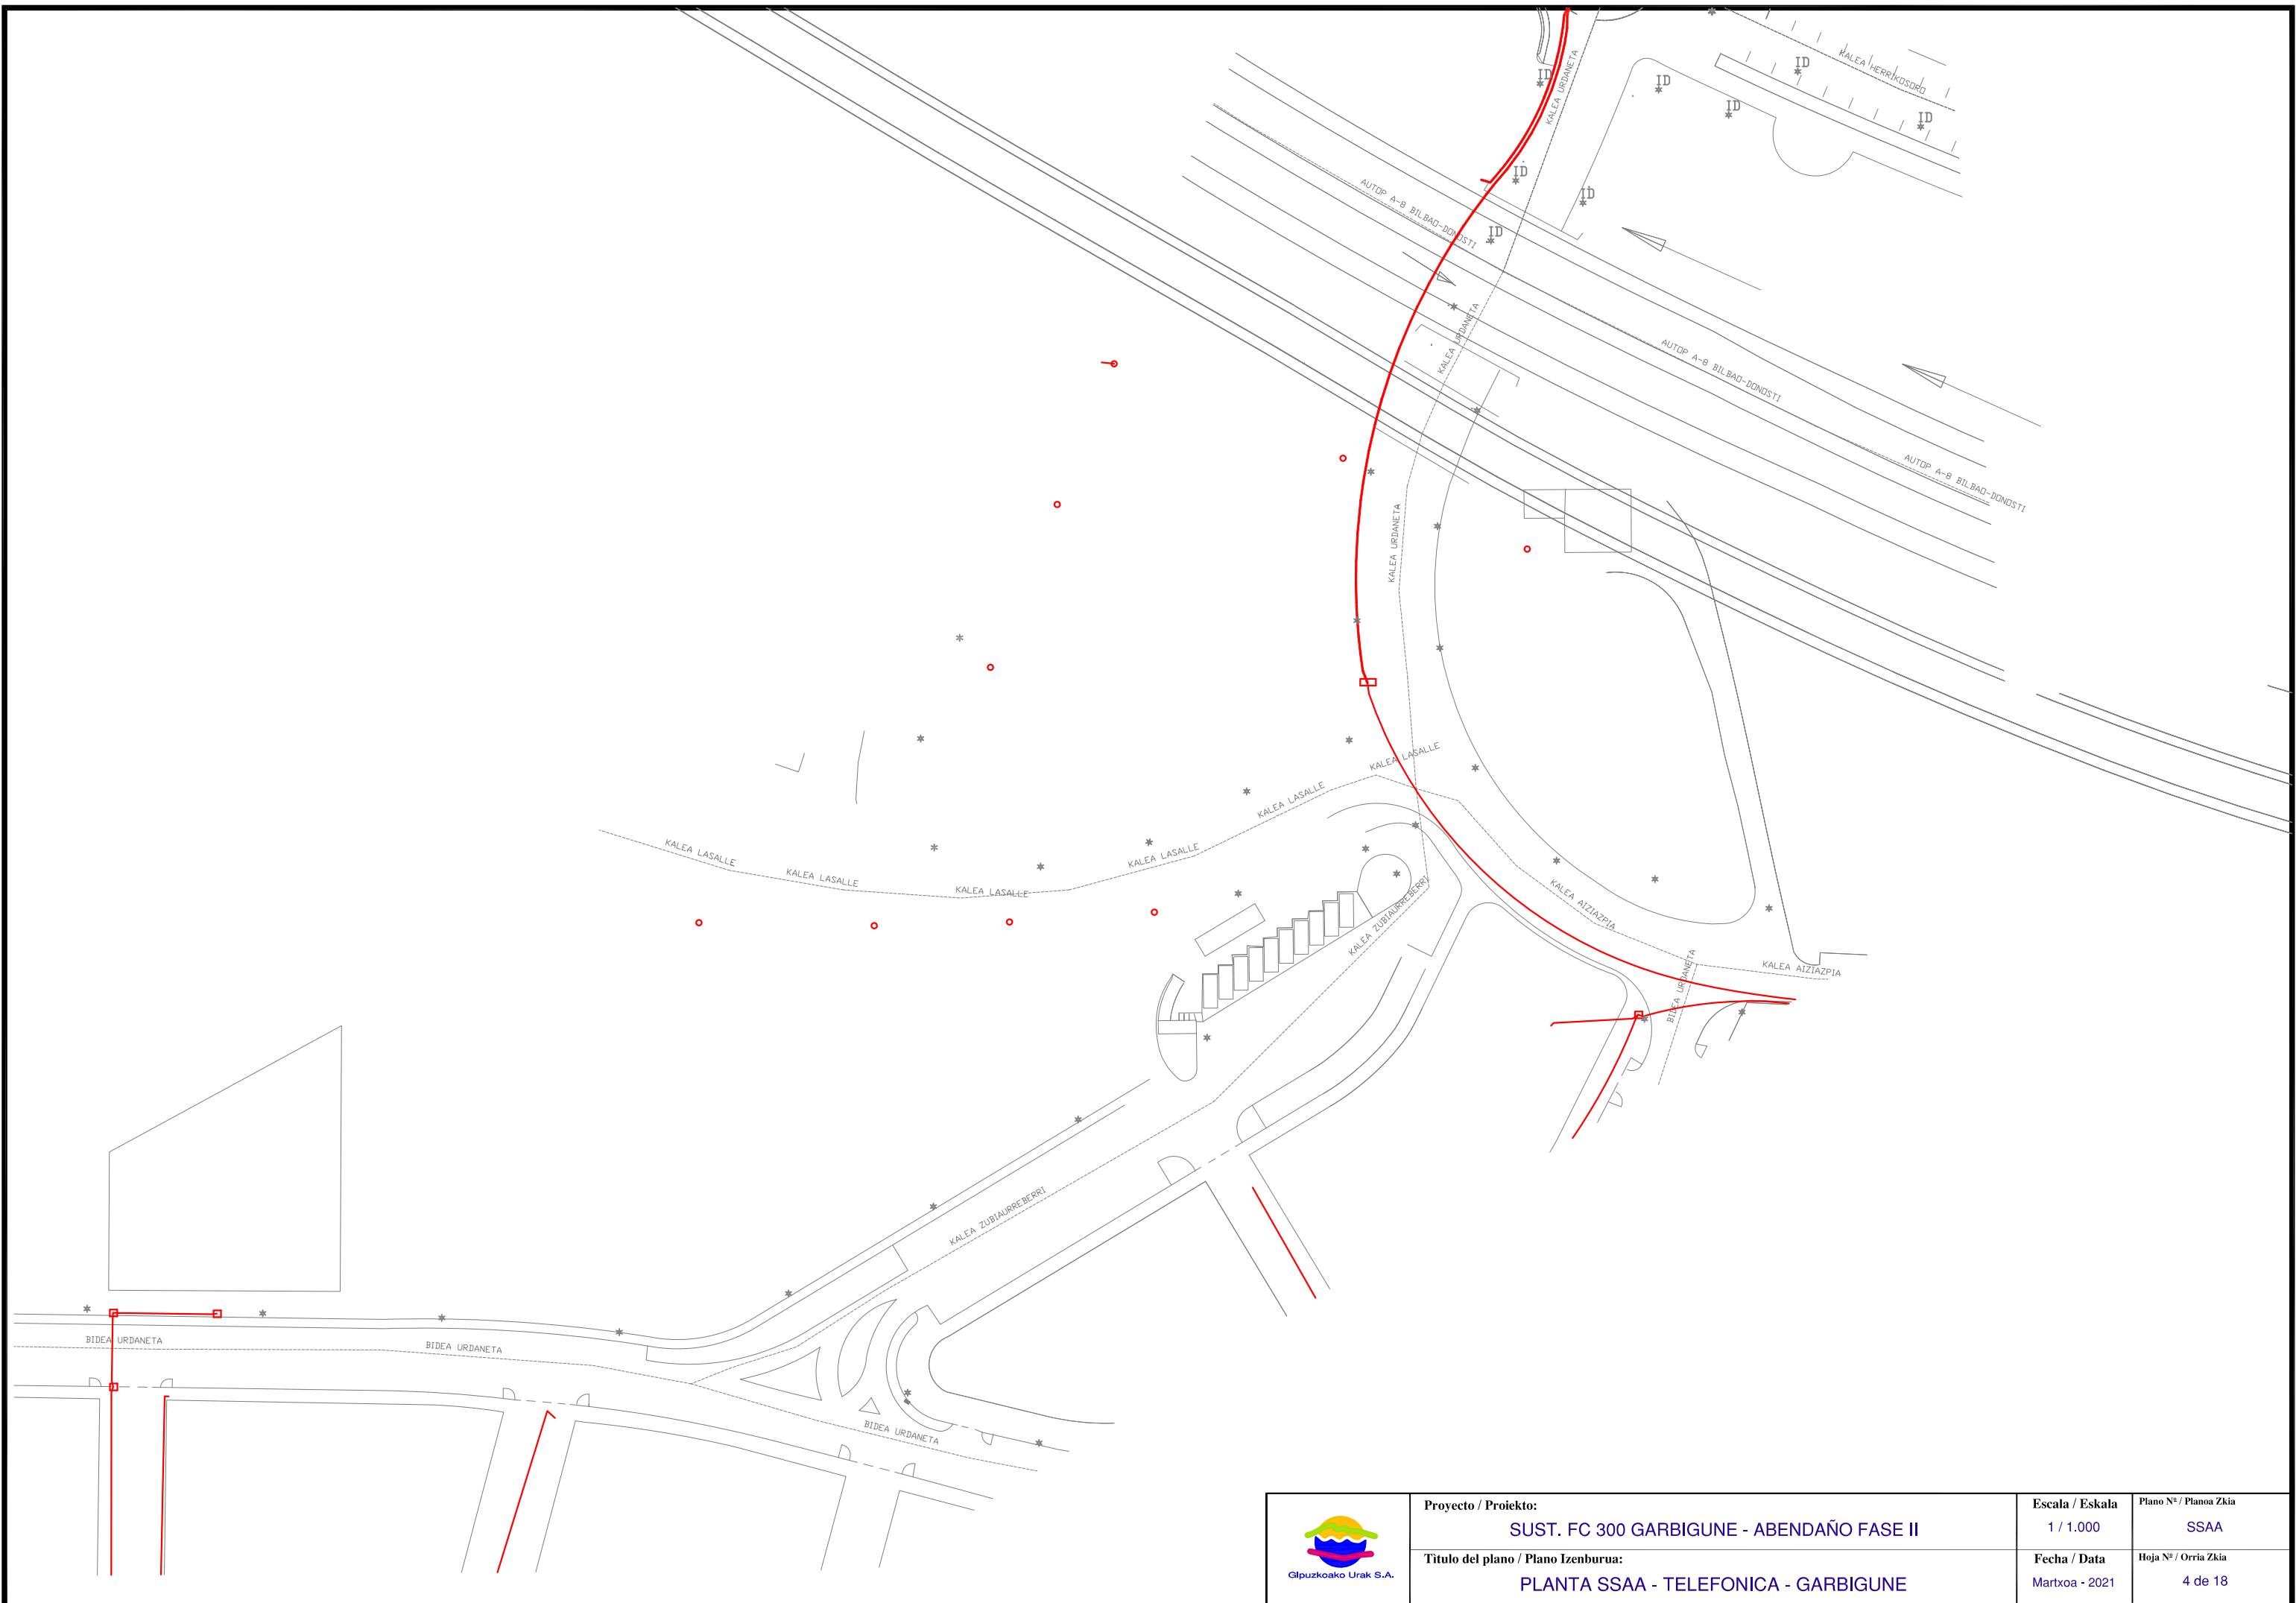 KALEA HERRIKOSORO
ID
ID
ID
ID
ID
KALEA URDANETA
ID
ID
ID
AUTOP A-8 BILBAO-DONOSTI
KALEA URDANETA
AUTOP A-8 BILBAO-DONOSTI
AUTOP A-8 BILBAO-DONOSTI
KALEA URDANETA
KALEA LASALLE
KALEA LASALLE
KALEA LASALLE
KALEA LASALLE
KALEA LASALLE
KALEA LASALLE
KALEA AIZIAZPIA
KALEA ZUBIAURREBERRI
KALEA AIZIAZPIA
BIDEA URDANETA
KALEA ZUBIAURREBERRI
BIDEA URDANETA
BIDEA URDANETA
BIDEA URDANETA
Gipuzkoako Urak S.A.
Proyecto / Proiekto:
SUST. FC 300 GARBIGUNE - ABENDAÑO FASE II
Titulo del plano / Plano Izenburua:
PLANTA SSAA - TELEFONICA - GARBIGUNE
Escala / Eskala
1 / 1.000
Fecha / Data
Martxoa - 2021
Plano Nº / Planoa Zkia
SSAA
Hoja Nº / Orria Zkia
4 de 18